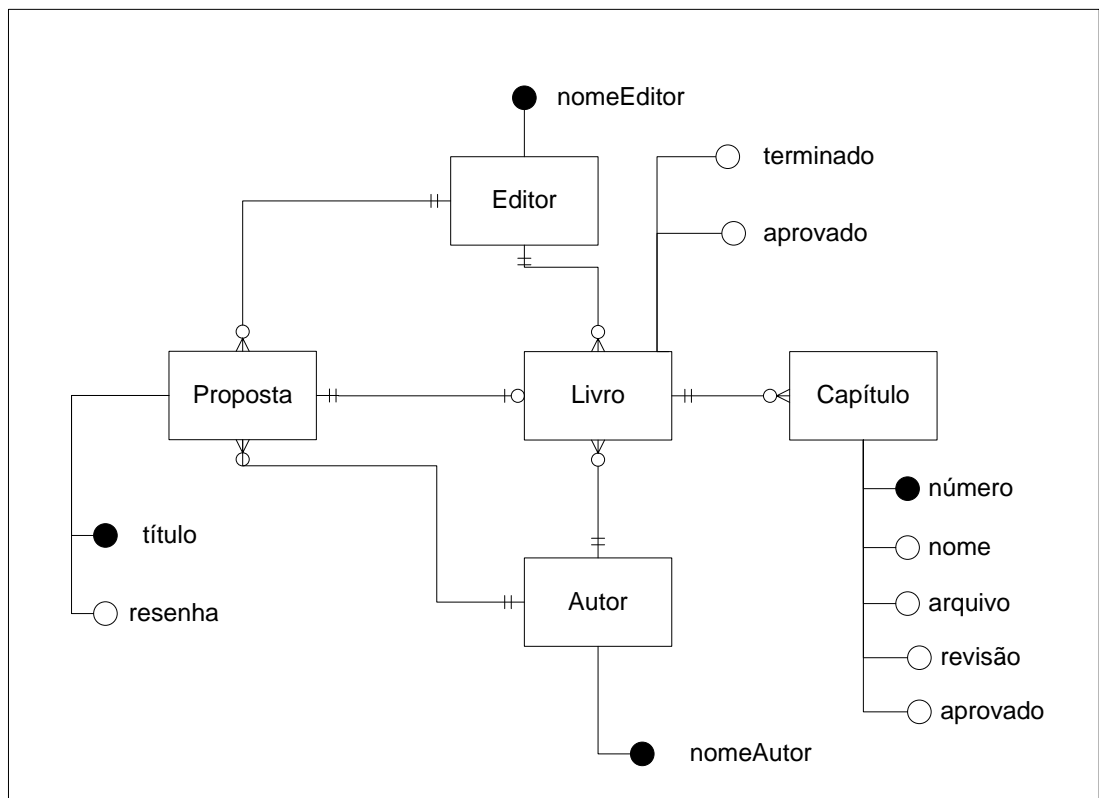 nomeEditor
terminado
Editor
aprovado
Proposta
Livro
Capítulo
número
título
nome
resenha
Autor
arquivo
revisão
aprovado
nomeAutor